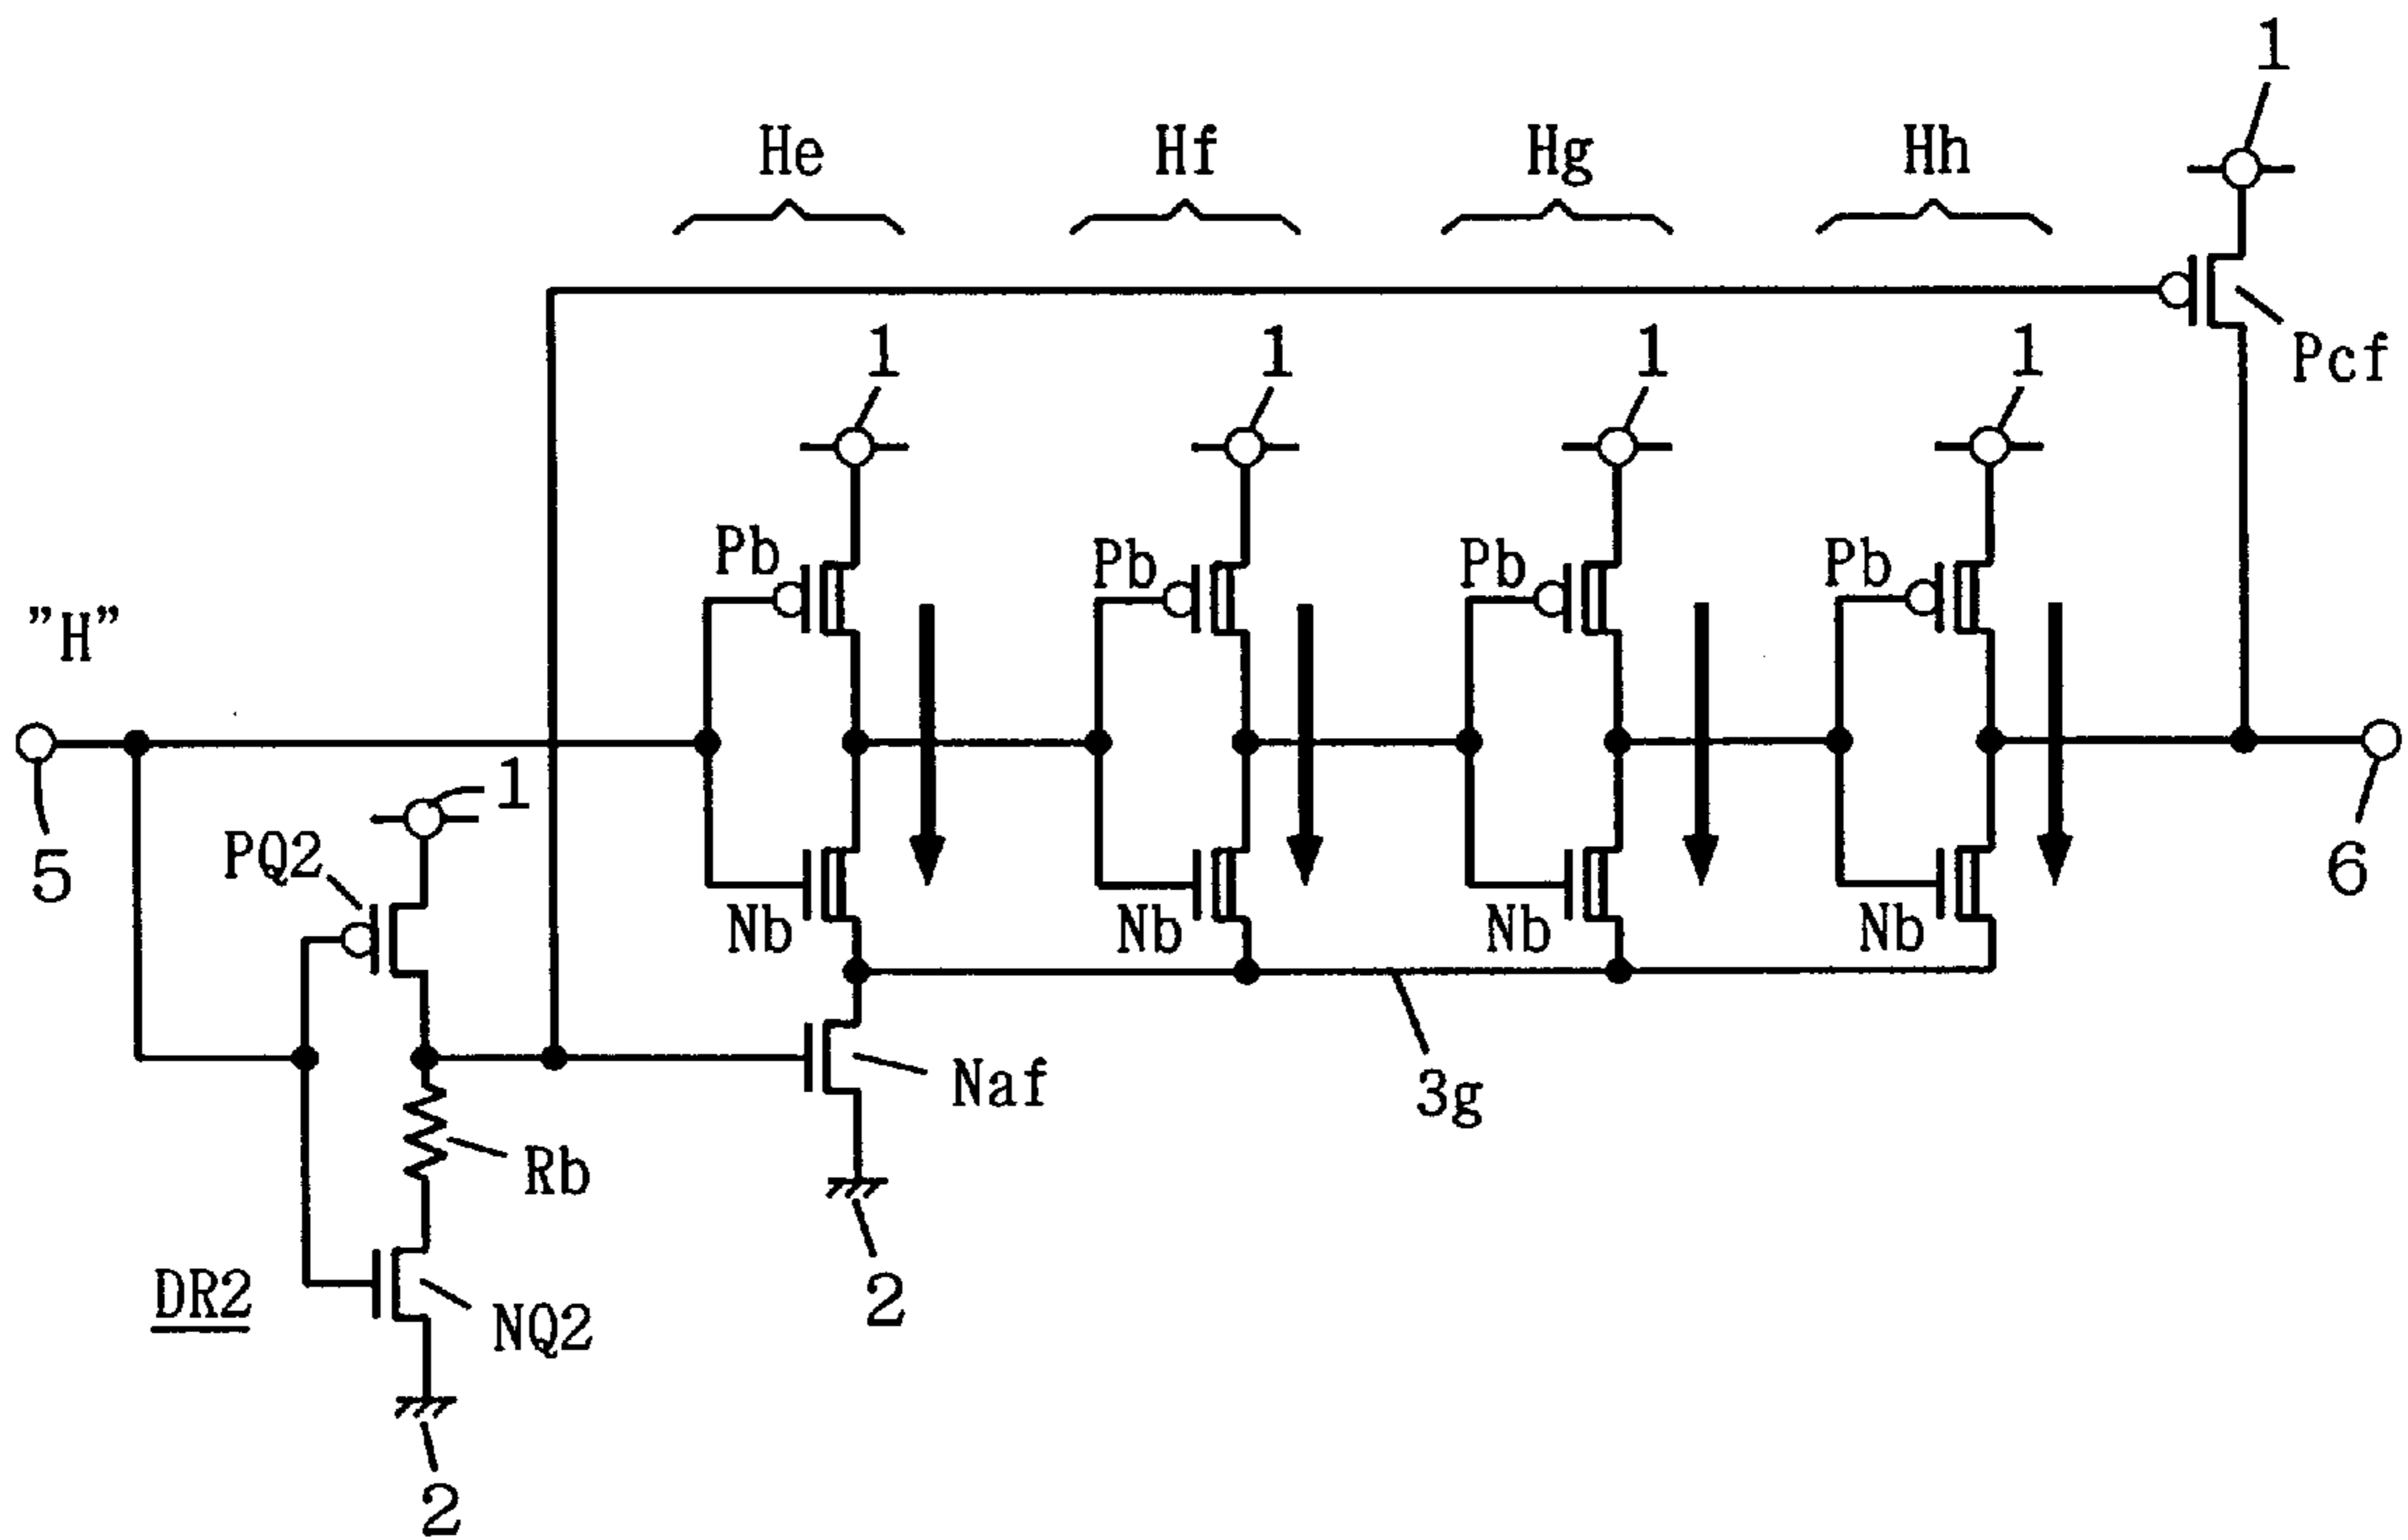 1
He Hf Hg Hh
1 1 1 1
Pcf
Pb Pb Pb Pb
"H"
1
PQ2
5 6
Nb Nb Nb Nb
Naf 3g
Rb
DR2 NQ2 2
2